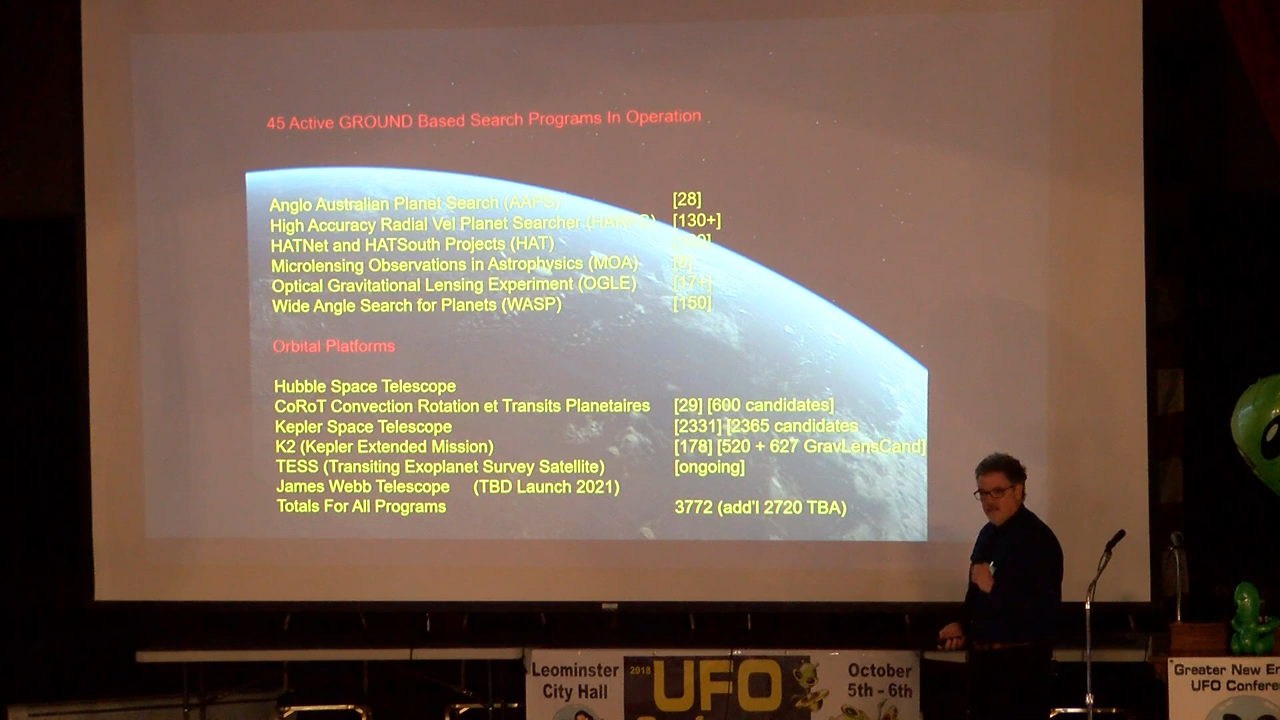 45 Active GROUND Based Search Programs In Operation
Anglo Australian Planet Search (AAPS) [28]
High Accuracy Radial Vel Planet Searcher (HARPS) [130+]
HATNet and HATSouth Projects (HAT)
Microlensing Observations in Astrophysics (MOA)
Optical Gravitational Lensing Experiment (OGLE) [17+]
Wide Angle Search for Planets (WASP) [150]
Orbital Platforms
Hubble Space Telescope
CoRoT Convection Rotation et Transits Planetaires [29] [600 candidates]
Kepler Space Telescope [2331] [2365 candidates
K2 (Kepler Extended Mission) [178] [520 + 627 GravLensCand]
TESS (Transiting Exoplanet Survey Satellite) [ongoing]
James Webb Telescope (TBD Launch 2021)
Totals For All Programs 3772 (add'l 2720 TBA)
Leominster
City Hall
2018 UFO
October
5th - 6th
Greater New En
UFO Confere